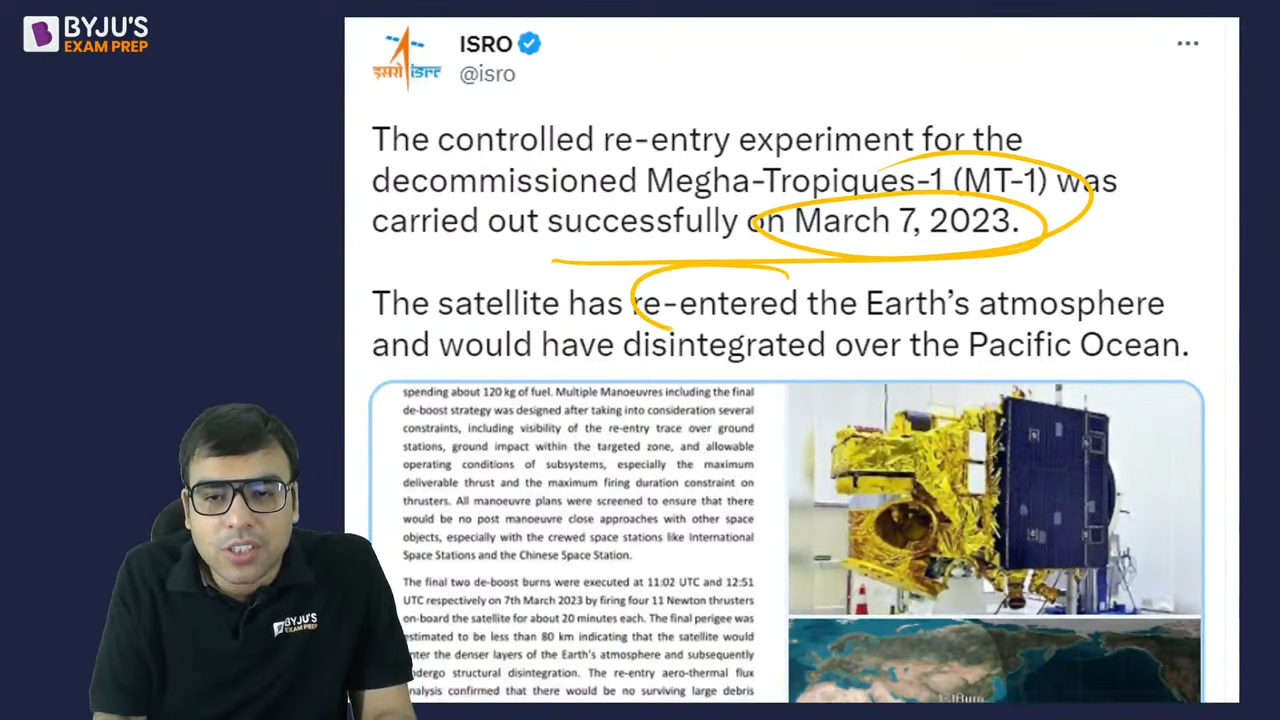 BYJU'S
EXAM PREP
ISRO
@isro
इसरो isro
The controlled re-entry experiment for the
decommissioned Megha-Tropiques-1 (MT-1) was
carried out successfully on March 7, 2023.
The satellite has re-entered the Earth's atmosphere
and would have disintegrated over the Pacific Ocean.
spending about 120 kg of fuel. Multiple Manoeuvres including the final
de-boost strategy was designed after taking into consideration several
constraints, including visibility of the re-entry trace over ground
stations, ground impact within the targeted zone, and allowable
operating conditions of subsystems, especially the maximum
deliverable thrust and the maximum firing duration constraint on
thrusters. All manoeuvre plans were screened to ensure that there
would be no post manoeuvre close approaches with other space
objects, especially with the crewed space stations like International
Space Stations and the Chinese Space Station.
The final two de-boost burns were executed at 11:02 UTC and 12:51
UTC respectively on 7th March 2023 by firing four 11 Newton thrusters
on-board the satellite for about 20 minutes each. The final perigee was
estimated to be less than 80 km indicating that the satellite would
enter the denser layers of the Earth's atmosphere and subsequently
undergo structural disintegration. The re-entry aero-thermal flux
analysis confirmed that there would be no surviving large debris
BYJU'S
EXAM PREP